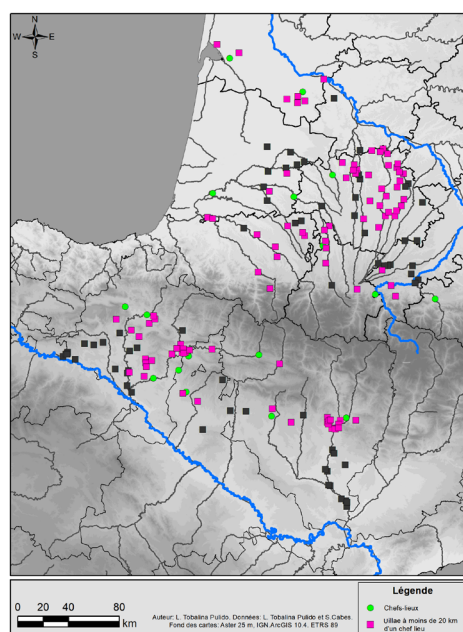 N
W E
S
Légende
Chefs-lieux
Uillae à moins de 20 km
d'un chef lieu
0 20 40 80
km
Auteur: L. Tobalina Pulido. Données: L. Tobalina Pulido et S.Cabes.
Fond des cartes: Aster 25 m, IGN.ArcGIS 10.4. ETRS 89